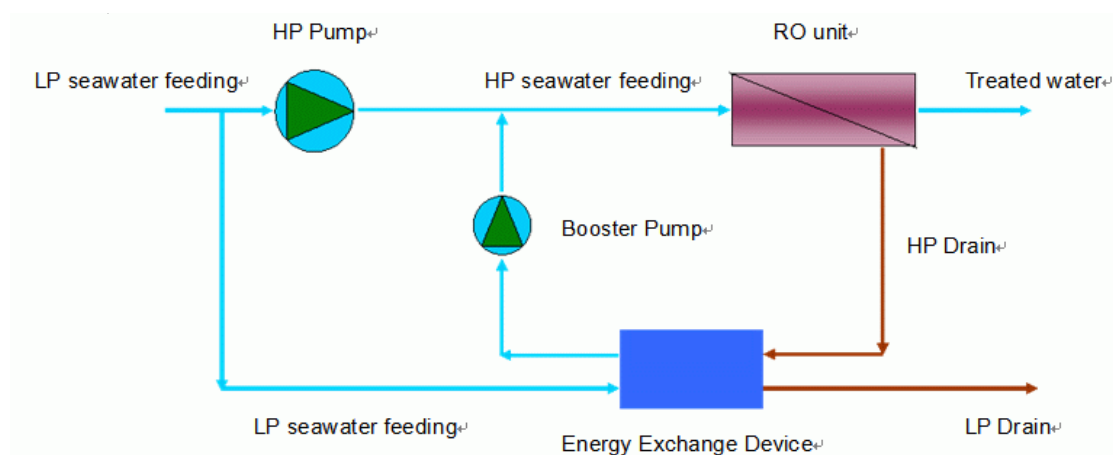 HP Pump↵
RO unit↵
LP seawater feeding↵
HP seawater feeding↵
Treated water↵
Booster Pump↵
HP Drain↵
LP seawater feeding↵
LP Drain↵
Energy Exchange Device↵